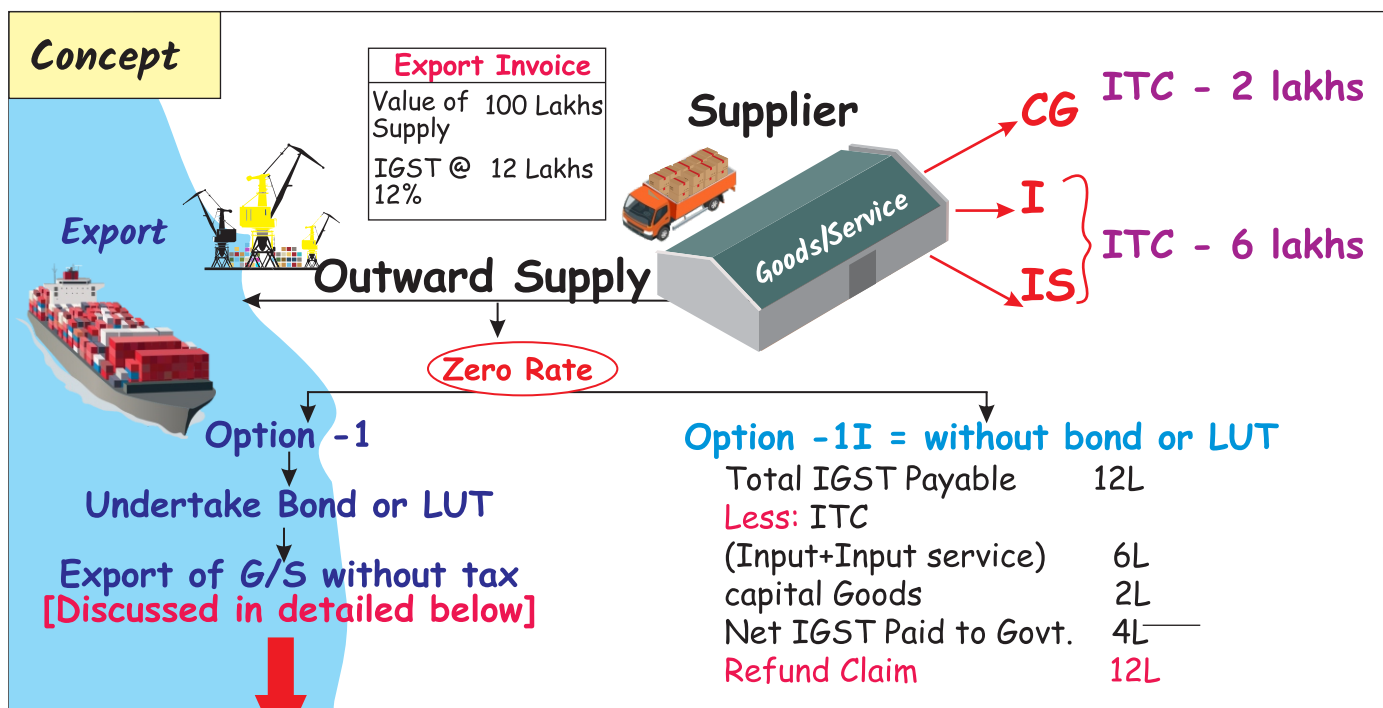 Concept
Export Invoice
Value of 100 Lakhs
Supply
IGST @ 12 Lakhs
12%
Supplier
Goods/Service
CG
ITC - 2 lakhs
I
IS
ITC - 6 lakhs
Export
Outward Supply
Zero Rate
Option -1
Undertake Bond or LUT
Export of G/S without tax
[Discussed in detailed below]
Option -1I = without bond or LUT
Total IGST Payable 12L
Less: ITC
(Input+Input service) 6L
capital Goods 2L
Net IGST Paid to Govt. 4L
Refund Claim 12L